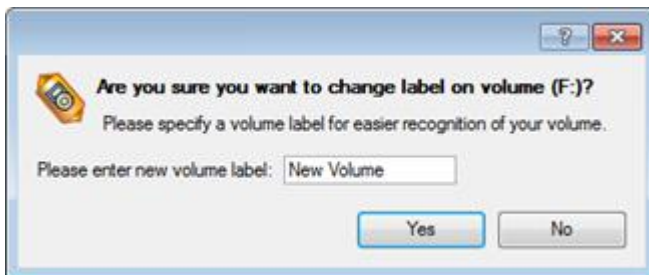 Are you sure you want to change label on volume (F:)?
Please specify a volume label for easier recognition of your volume.
Please enter new volume label: New Volume
Yes No